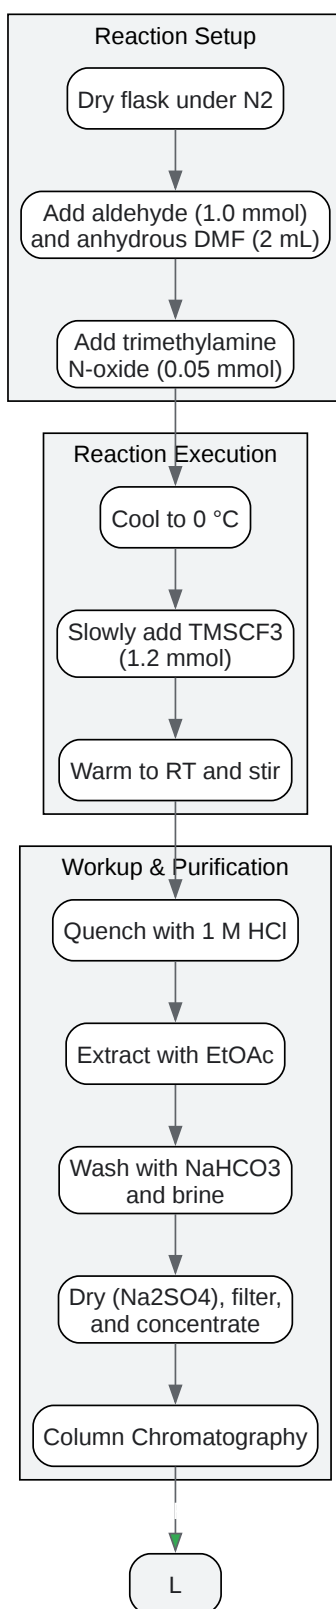 Reaction Setup
Dry flask under N2
Add aldehyde (1.0 mmol)
and anhydrous DMF (2 mL)
Add trimethylamine
N-oxide (0.05 mmol)
Reaction Execution
Cool to 0 °C
Slowly add TMSCF3
(1.2 mmol)
Warm to RT and stir
Workup & Purification
Quench with 1 M HCl
Extract with EtOAc
Wash with NaHCO3
and brine
Dry (Na2SO4), filter,
and concentrate
Column Chromatography
L